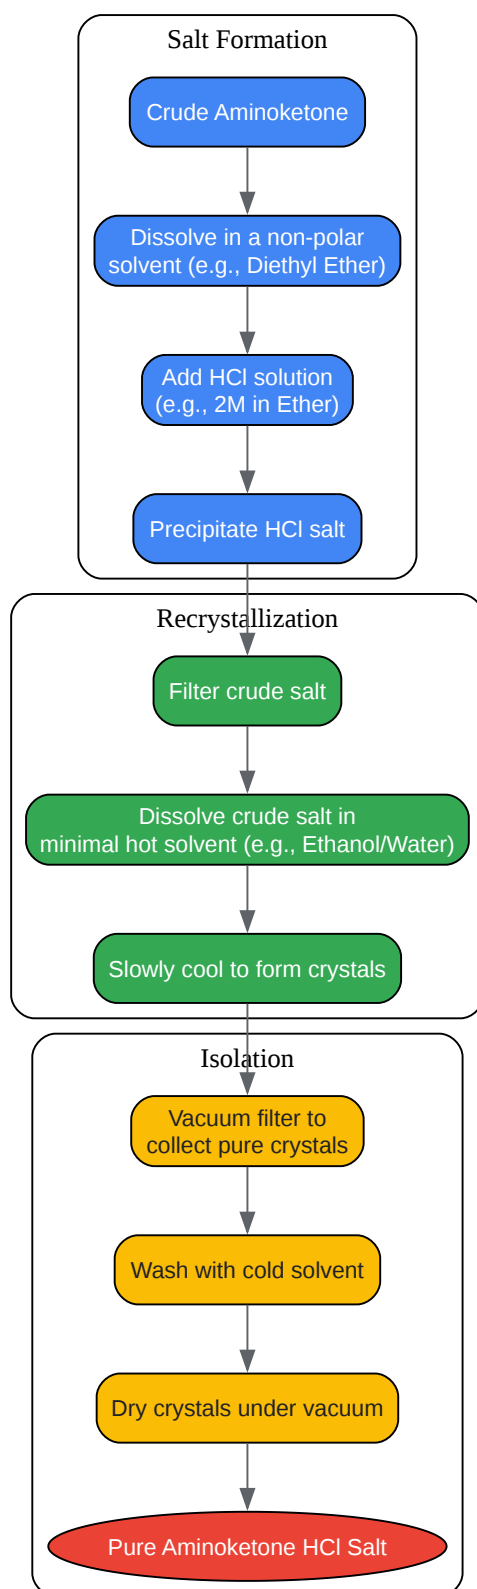 Salt Formation
Crude Aminoketone
Dissolve in a non-polar
solvent (e.g., Diethyl Ether)
Add HCl solution
(e.g., 2M in Ether)
Precipitate HCl salt
Recrystallization
Filter crude salt
Dissolve crude salt in
minimal hot solvent (e.g., Ethanol/Water)
Slowly cool to form crystals
Isolation
Vacuum filter to
collect pure crystals
Wash with cold solvent
Dry crystals under vacuum
Pure Aminoketone HCl Salt